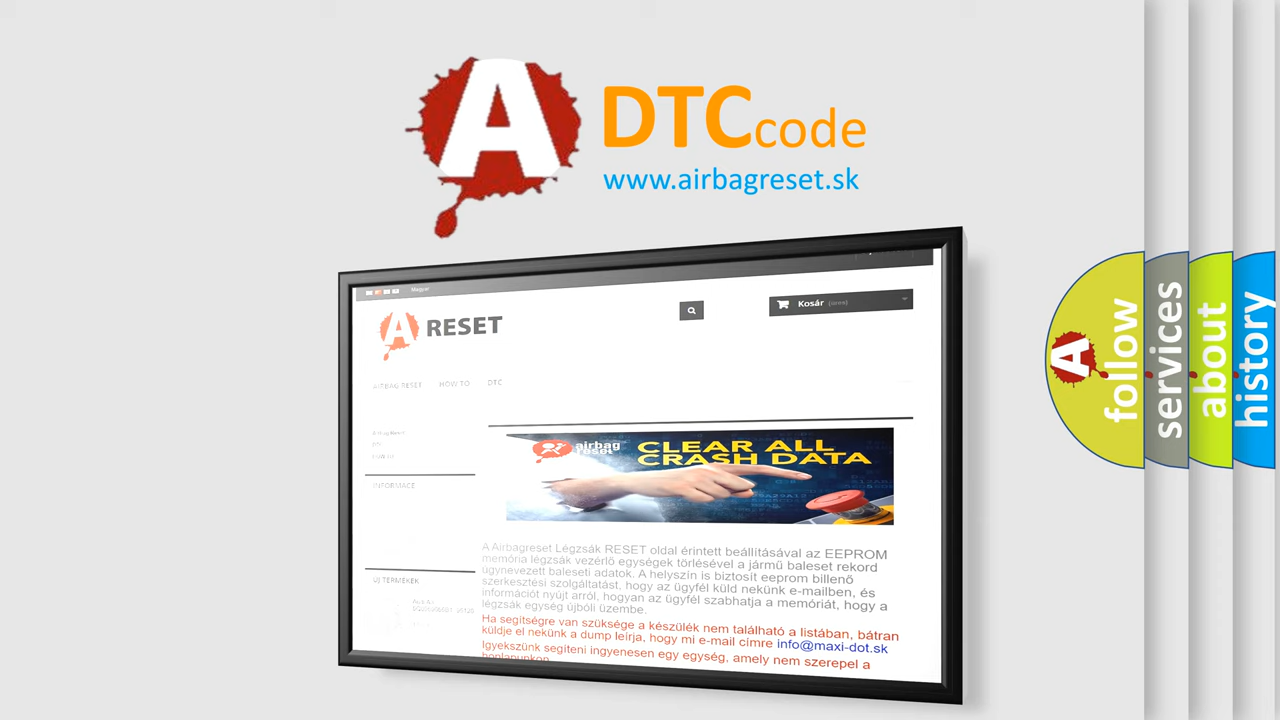 A
DTC code
www.airbagreset.sk
Magyar
Kosár (üres)
A RESET
AIRBAG RESET HOW TO DTC
INFORMACE
ÚJ TERMÉKEK
airbag
reset
CLEAR ALL
CRASH DATA
A Airbagreset Légzsák RESET oldal érintett beállításával az EEPROM
memória légzsák vezérlő egységek törlésével a jármű baleset rekord
úgynevezett baleseti adatok. A helyszín is biztosít eeprom billenő
szerkesztési szolgáltatást, hogy az ügyfél küld nekünk e-mailben, és
információt nyújt arról, hogyan az ügyfél szabhatja a memóriát, hogy a
légzsák egység újbóli üzembe.
Ha segítségre van szüksége a készülék nem található a listában, bátran
küldje el nekünk a dump leírja, hogy mi e-mail címre info@maxi-dot.sk
Igyekszünk segíteni ingyenesen egy egység, amely nem szerepel a
honlapunkon
A
follow
services
about
history